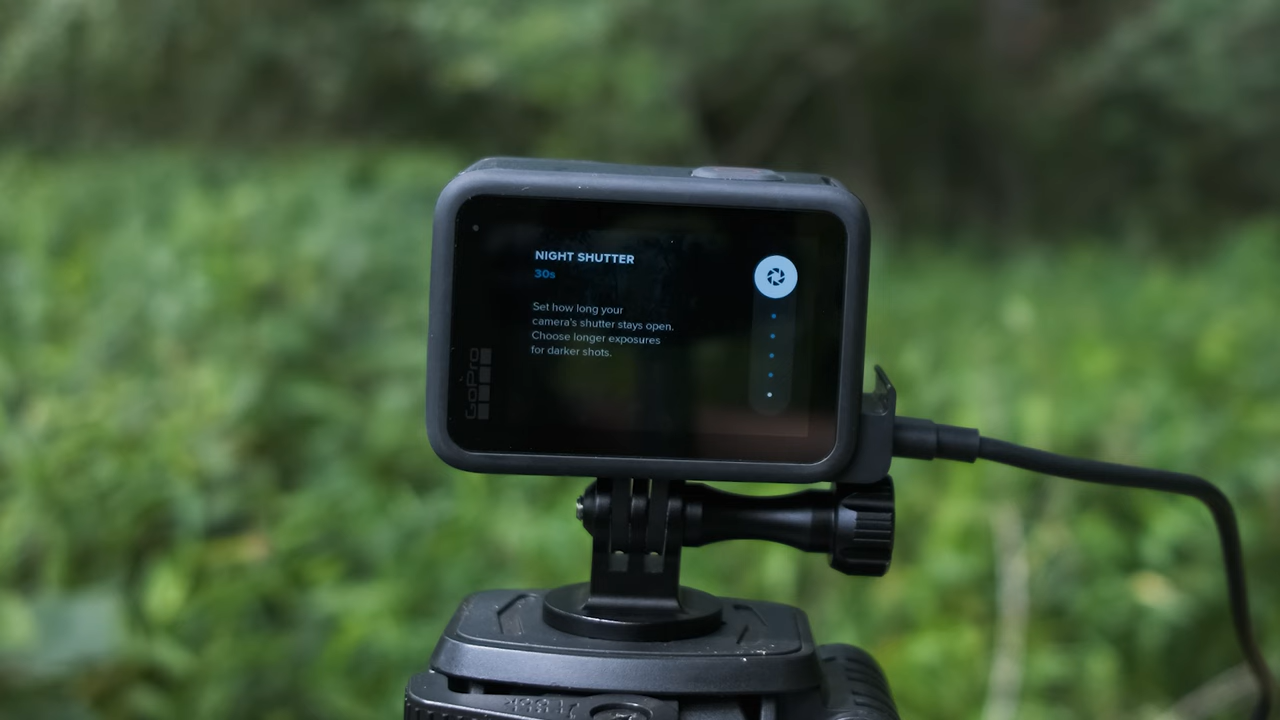 NIGHT SHUTTER
30s
Set how long your
camera's shutter stays open.
Choose longer exposures
for darker shots.
GoPro